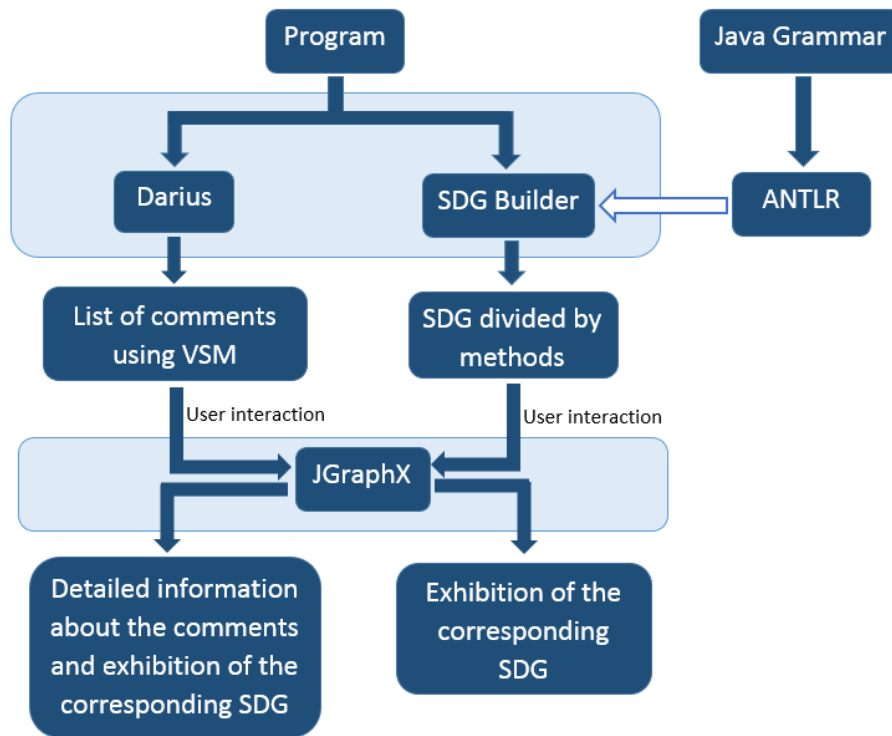 Program
Java Grammar
Darius
SDG Builder
ANTLR
List of comments
using VSM
SDG divided by
methods
User interaction
User interaction
JGraphX
Detailed information
about the comments
and exhibition of the
corresponding SDG
Exhibition of the
corresponding
SDG